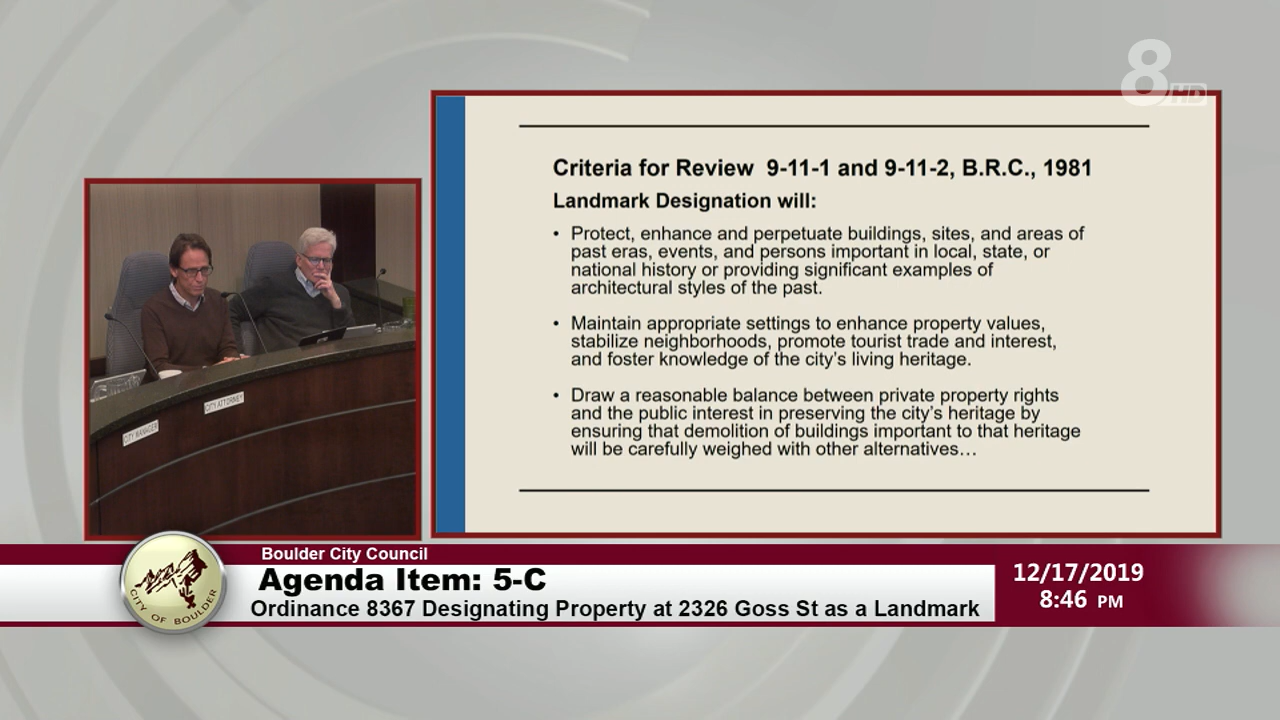 8HD
Criteria for Review 9-11-1 and 9-11-2, B.R.C., 1981
Landmark Designation will:
• Protect, enhance and perpetuate buildings, sites, and areas of
past eras, events, and persons important in local, state, or
national history or providing significant examples of
architectural styles of the past.
• Maintain appropriate settings to enhance property values,
stabilize neighborhoods, promote tourist trade and interest,
and foster knowledge of the city's living heritage.
• Draw a reasonable balance between private property rights
and the public interest in preserving the city's heritage by
ensuring that demolition of buildings important to that heritage
will be carefully weighed with other alternatives…
CITY ATTORNEY
CITY MANAGER
CITY OF BOULDER
Boulder City Council
Agenda Item: 5-C
Ordinance 8367 Designating Property at 2326 Goss St as a Landmark
12/17/2019
8:46 PM